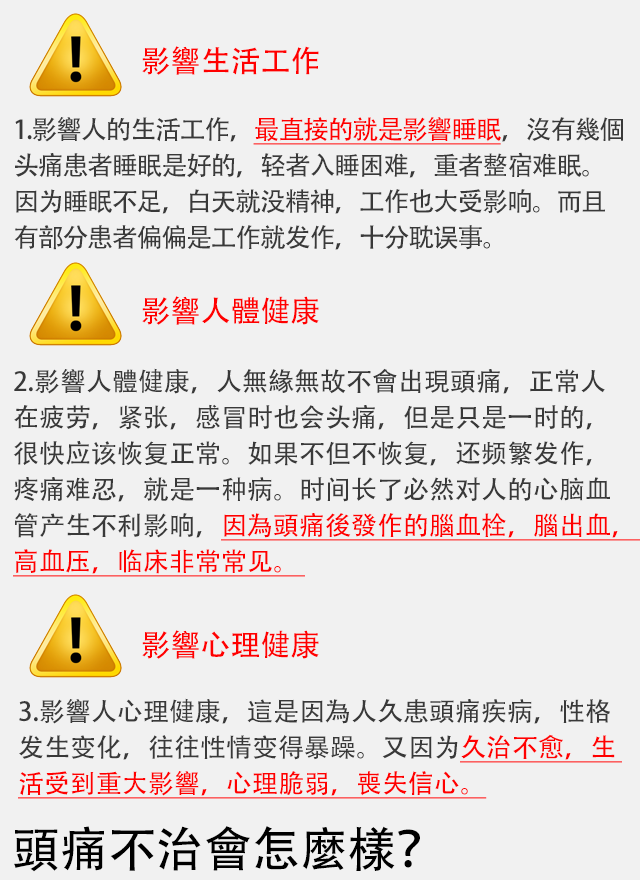 影響生活工作
1.影響人的生活工作，最直接的就是影響睡眠，沒有幾個
头痛患者睡眠是好的，轻者入睡困难，重者整宿难眠。
因为睡眠不足，白天就没精神，工作也大受影响。而且
有部分患者偏偏是工作就发作，十分耽误事。
影響人體健康
2.影響人體健康，人無緣無故不會出現頭痛，正常人
在疲劳，紧张，感冒时也会头痛，但是只是一时的，
很快应该恢复正常。如果不但不恢复，还频繁发作，
疼痛难忍，就是一种病。时间长了必然对人的心脑血
管产生不利影响，因為頭痛後發作的腦血栓，腦出血，
高血压，临床非常常见。
影響心理健康
3.影響人心理健康，這是因為人久患頭痛疾病，性格
发生变化，往往性情变得暴躁。又因为久治不愈，生
活受到重大影響，心理脆弱，喪失信心。
頭痛不治會怎麼樣？